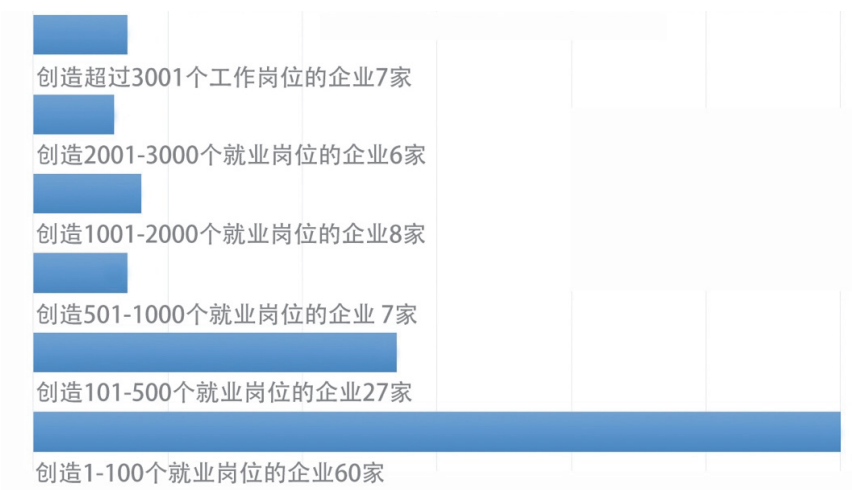 创造超过3001个工作岗位的企业7家
创造2001-3000个就业岗位的企业6家
创造1001-2000个就业岗位的企业8家
创造501-1000个就业岗位的企业 7家
创造101-500个就业岗位的企业27家
创造1-100个就业岗位的企业60家